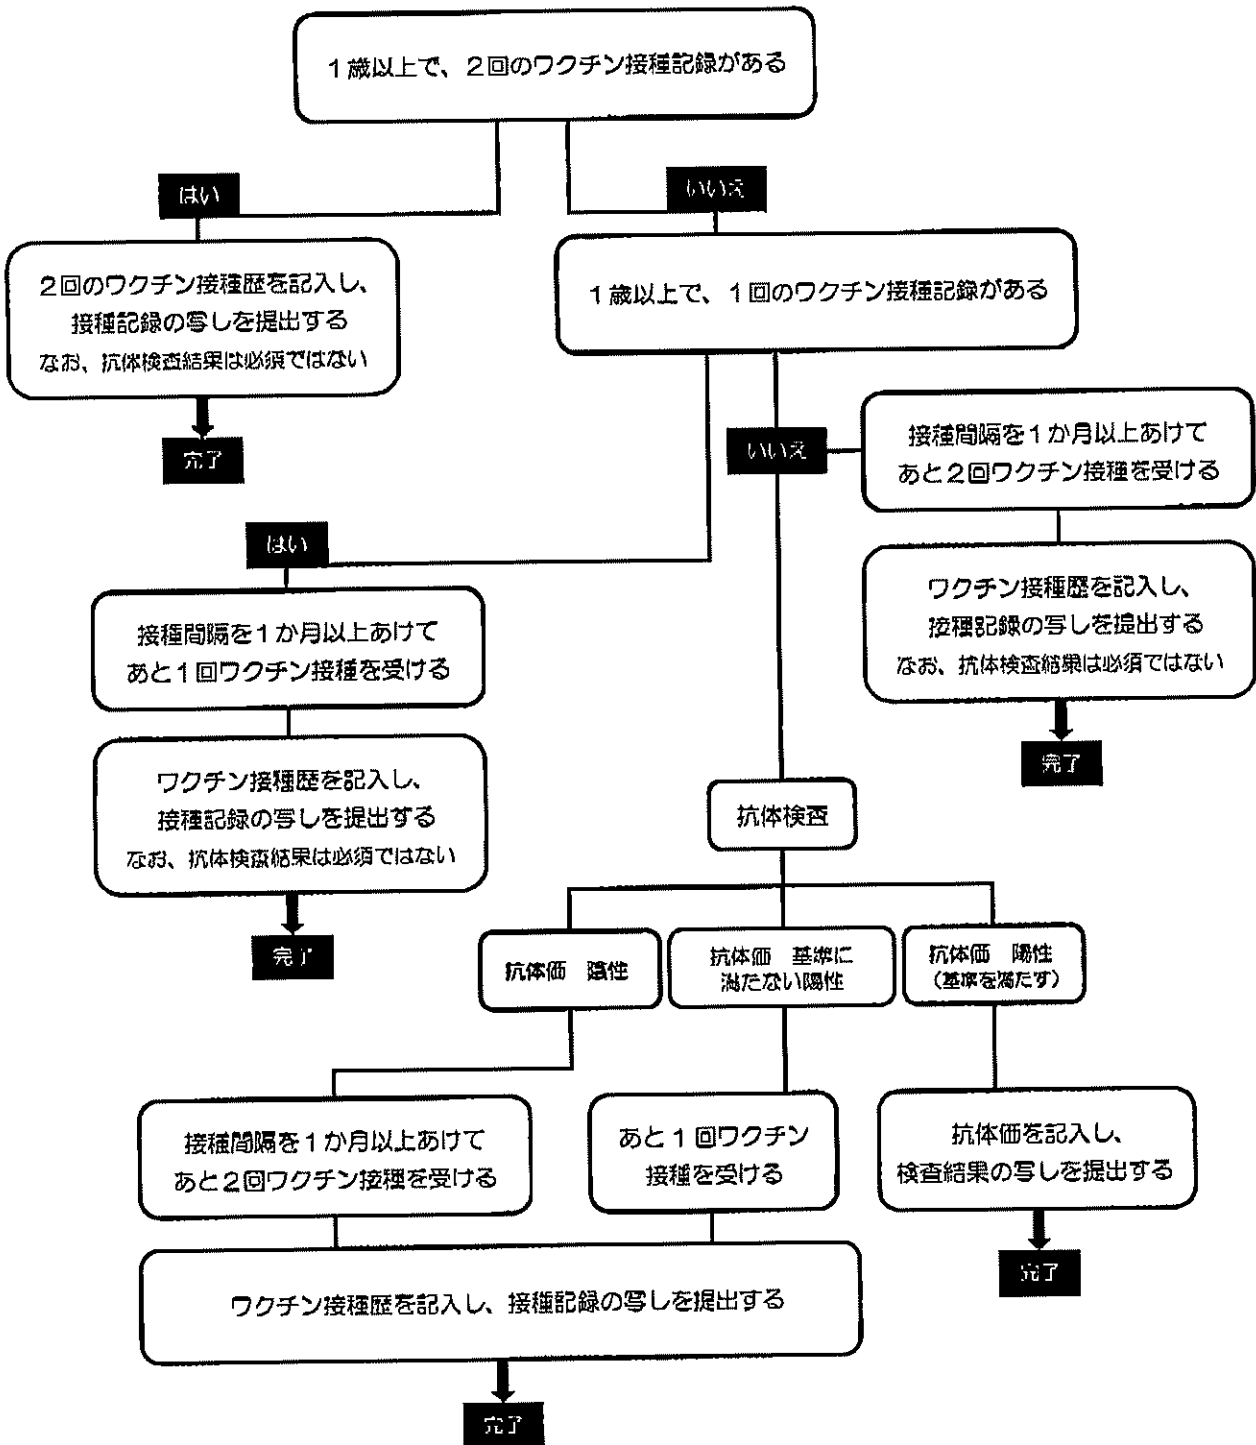 1歳以上で、2回のワクチン接種記録がある
はい
いいえ
2回のワクチン接種歴を記入し、
接種記録の写しを提出する
なお、抗体検査結果は必須ではない
完了
1歳以上で、1回のワクチン接種記録がある
いいえ
接種間隔を1か月以上あけて
あと2回ワクチン接種を受ける
ワクチン接種歴を記入し、
接種記録の写しを提出する
なお、抗体検査結果は必須ではない
完了
はい
接種間隔を1か月以上あけて
あと1回ワクチン接種を受ける
ワクチン接種歴を記入し、
接種記録の写しを提出する
なお、抗体検査結果は必須ではない
完了
抗体検査
抗体価 陰性
抗体価 基準に
満たない陽性
抗体価 陽性
(基準を満たす)
接種間隔を1か月以上あけて
あと2回ワクチン接種を受ける
あと1回ワクチン
接種を受ける
抗体価を記入し、
検査結果の写しを提出する
完了
ワクチン接種歴を記入し、接種記録の写しを提出する
完了